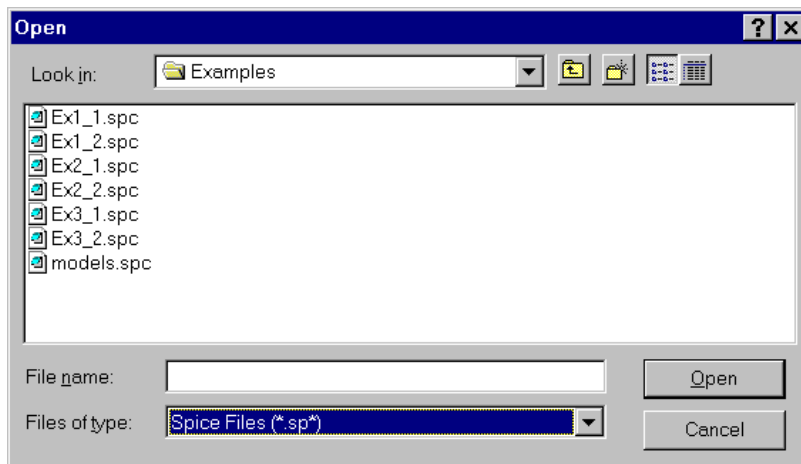 Open
Look in:
Examples
Ex1_1.spc
Ex1_2.spc
Ex2_1.spc
Ex2_2.spc
Ex3_1.spc
Ex3_2.spc
models.spc
File name:
Open
Files of type:
Spice Files (*.sp*)
Cancel